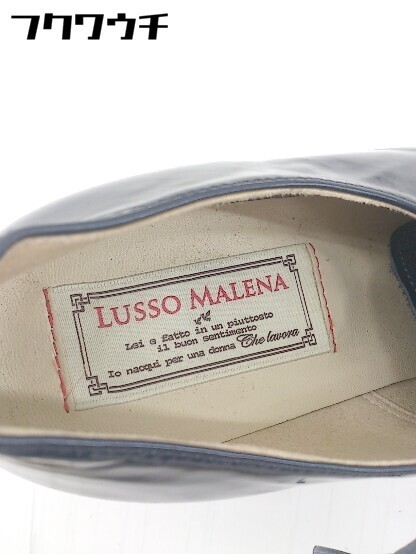 フクワウチ
LUSSO MALENA
Lei è fatto in un piuttosto
il buon sentimento
Io nacqui per una donna Che lavora